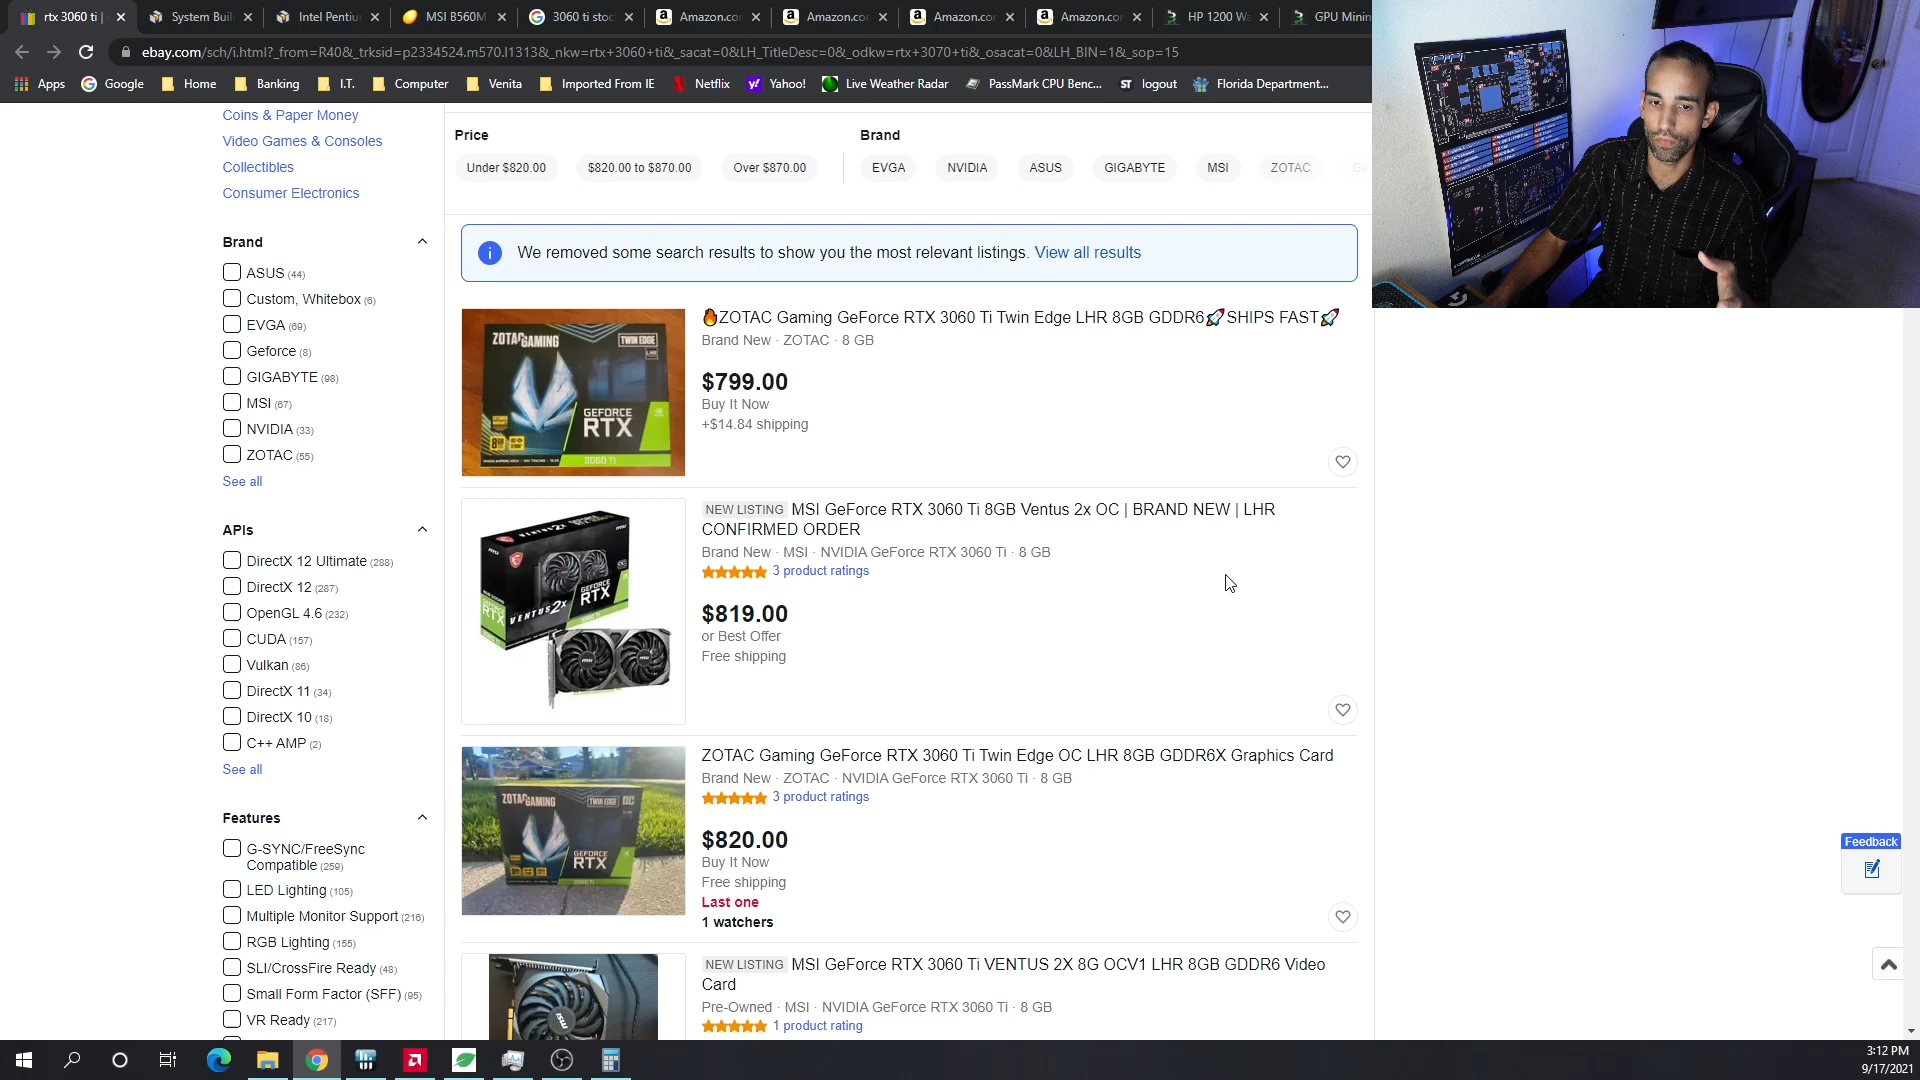 rtx 3060 ti |
System Buil
Intel Pentiu
MSI B560M
3060 ti stoc
Amazon.co
Amazon.co
Amazon.co
Amazon.co
HP 1200 Wa
GPU Minin
ebay.com/sch/i.html?_from=R40&_trksid=p2334524.m570.l1313&_nkw=rtx+3060+ti&_sacat=0&LH_TitleDesc=0&_odkw=rtx+3070+ti&_osacat=0&LH_BIN=1&_sop=15
Apps
Google
Home
Banking
I.T.
Computer
Venita
Imported From IE
Netflix
Yahoo!
Live Weather Radar
PassMark CPU Benc...
ST logout
Florida Department...
Coins & Paper Money
Video Games & Consoles
Collectibles
Consumer Electronics
Brand
ASUS (44)
Custom, Whitebox (6)
EVGA (69)
Geforce (8)
GIGABYTE (98)
MSI (67)
NVIDIA (33)
ZOTAC (55)
See all
APIs
DirectX 12 Ultimate (288)
DirectX 12 (287)
OpenGL 4.6 (232)
CUDA (157)
Vulkan (86)
DirectX 11 (34)
DirectX 10 (18)
C++ AMP (2)
See all
Features
G-SYNC/FreeSync
Compatible (259)
LED Lighting (105)
Multiple Monitor Support (216)
RGB Lighting (155)
SLI/CrossFire Ready (48)
Small Form Factor (SFF) (95)
VR Ready (217)
Price
Under $820.00
$820.00 to $870.00
Over $870.00
Brand
EVGA
NVIDIA
ASUS
GIGABYTE
MSI
ZOTAC
Ge
We removed some search results to show you the most relevant listings. View all results
ZOTAC GAMING
TWIN EDGE
GEFORCE
RTX
3060 TI
🔥ZOTAC Gaming GeForce RTX 3060 Ti Twin Edge LHR 8GB GDDR6🚀SHIPS FAST🚀
Brand New · ZOTAC · 8 GB
$799.00
Buy It Now
+$14.84 shipping
VENTUS 2X
GEFORCE
RTX
NEW LISTING MSI GeForce RTX 3060 Ti 8GB Ventus 2x OC | BRAND NEW | LHR
CONFIRMED ORDER
Brand New · MSI · NVIDIA GeForce RTX 3060 Ti · 8 GB
3 product ratings
$819.00
or Best Offer
Free shipping
ZOTAC GAMING
TWIN EDGE OC
GEFORCE
RTX
ZOTAC Gaming GeForce RTX 3060 Ti Twin Edge OC LHR 8GB GDDR6X Graphics Card
Brand New · ZOTAC · NVIDIA GeForce RTX 3060 Ti · 8 GB
3 product ratings
$820.00
Buy It Now
Free shipping
Last one
1 watchers
msi
NEW LISTING MSI GeForce RTX 3060 Ti VENTUS 2X 8G OCV1 LHR 8GB GDDR6 Video
Card
Pre-Owned · MSI · NVIDIA GeForce RTX 3060 Ti · 8 GB
1 product rating
Feedback
3:12 PM
9/17/2021